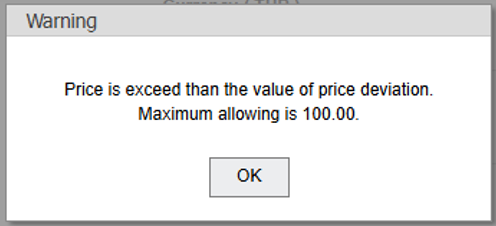 Warning
Price is exceed than the value of price deviation.
Maximum allowing is 100.00.
OK